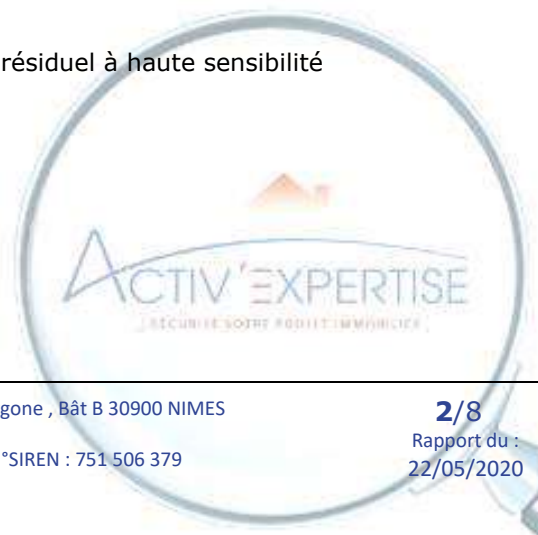 résiduel à haute sensibilité
ACTIV'EXPERTISE
gone , Bât B 30900 NIMES
2/8
Rapport du :
°SIREN : 751 506 379
22/05/2020